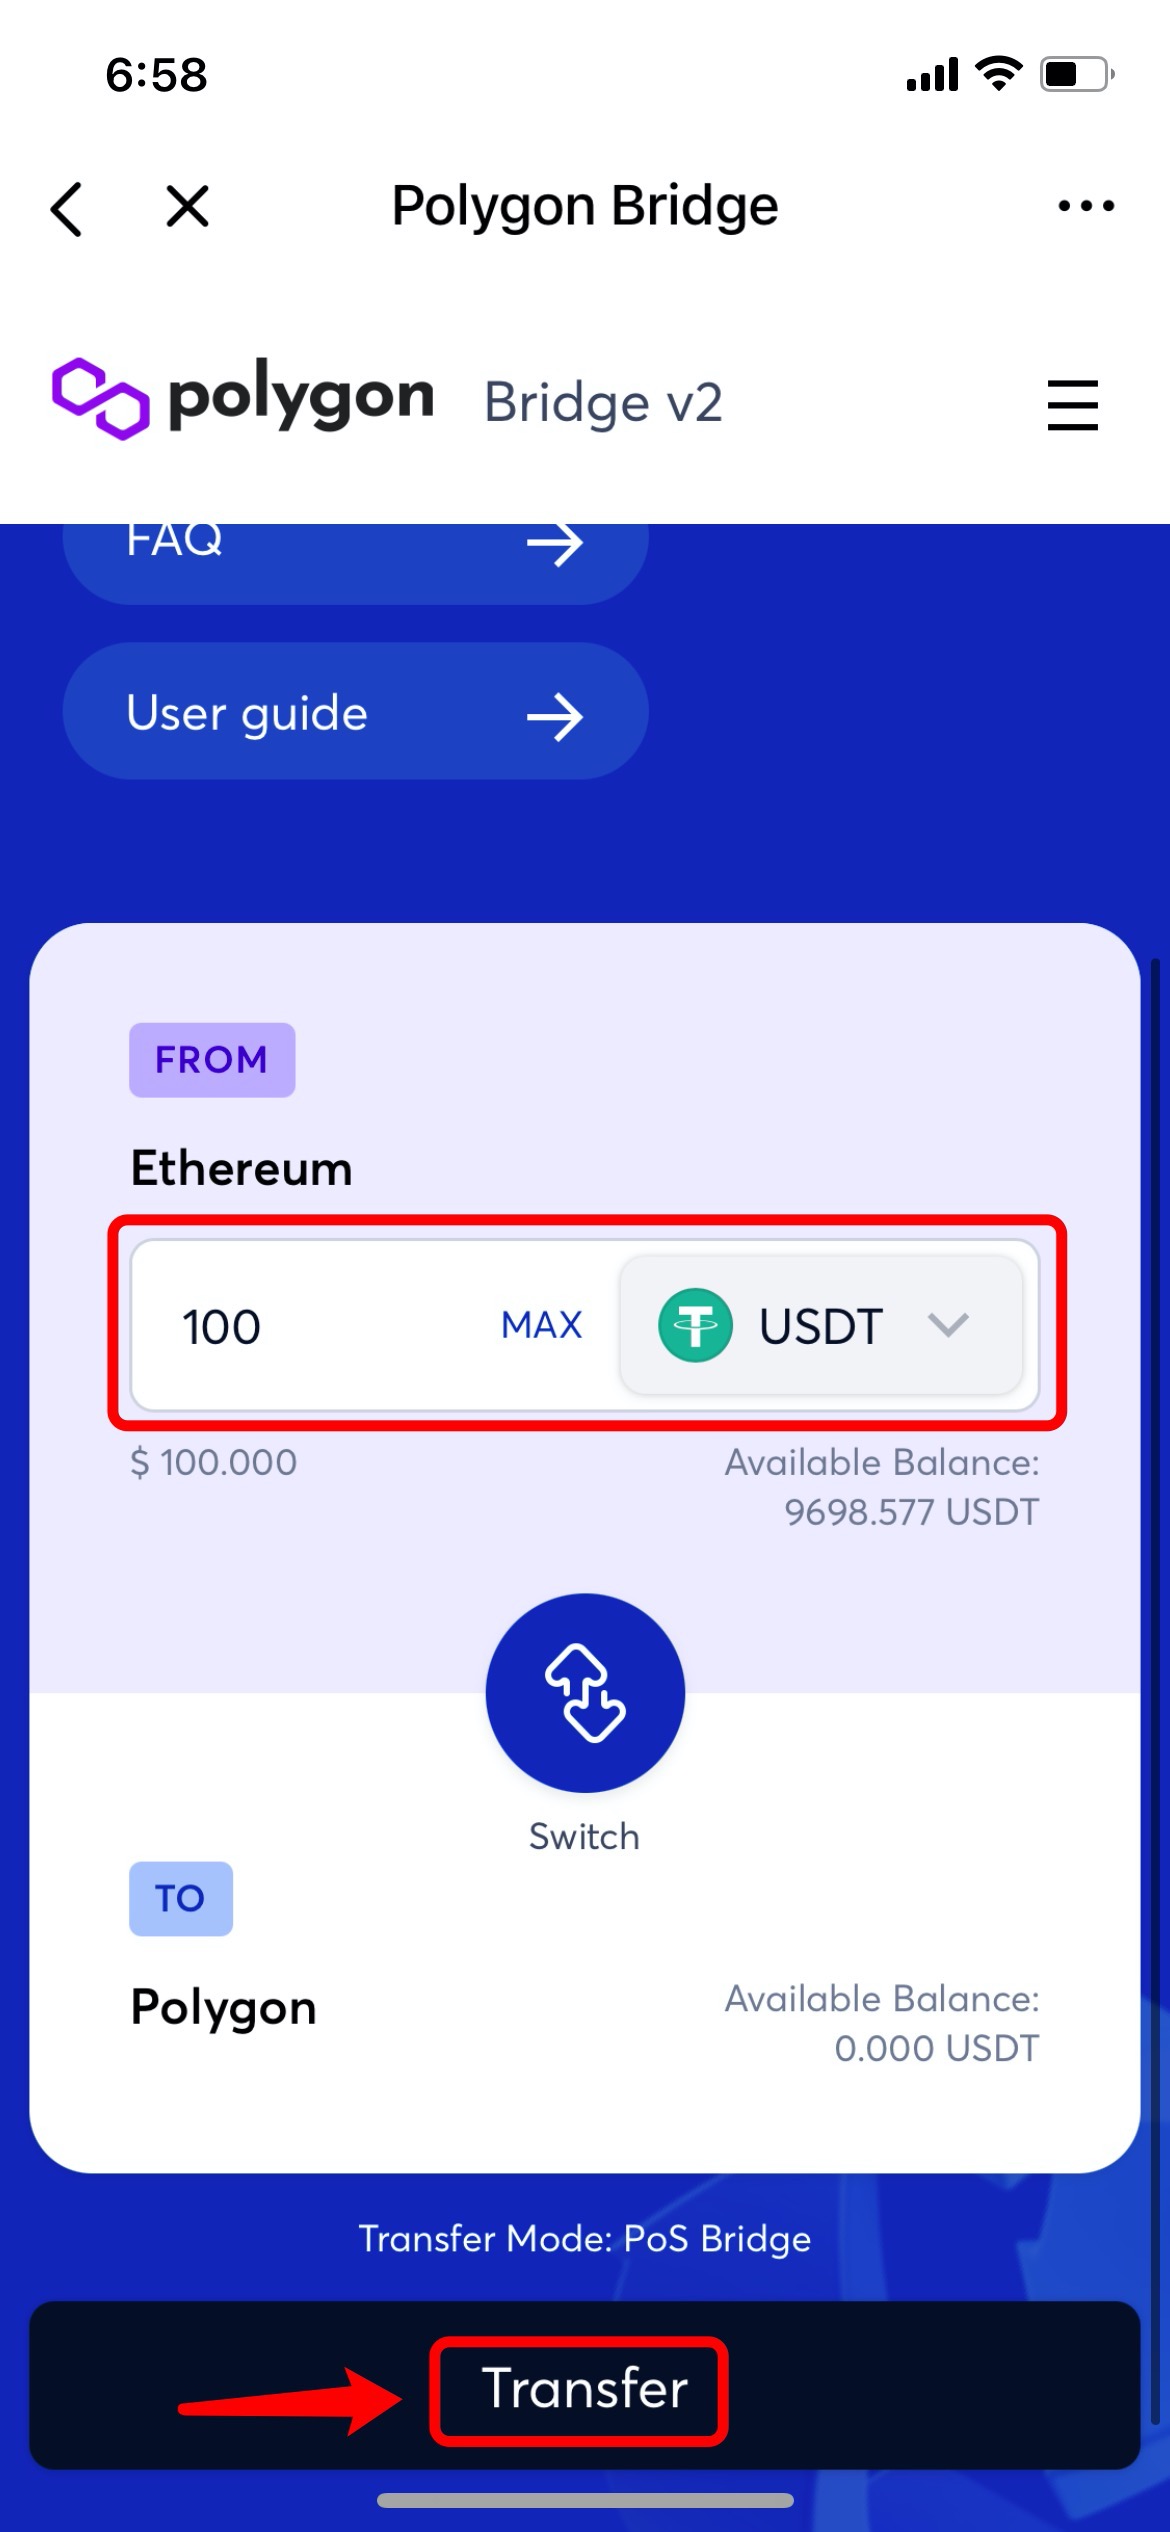 6:58
Polygon Bridge
polygon Bridge v2
FAQ
User guide
FROM
Ethereum
100 MAX USDT
$ 100.000 Available Balance:
9698.577 USDT
Switch
TO
Polygon Available Balance:
0.000 USDT
Transfer Mode: PoS Bridge
Transfer